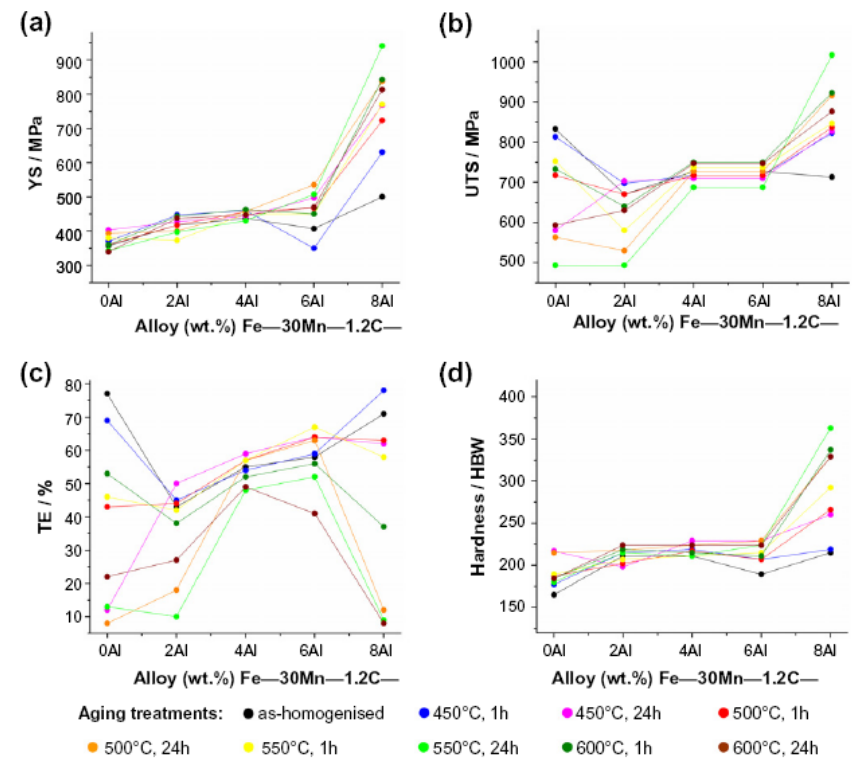 (a)
YS / MPa
900
800
700
600
500
400
300
0Al 2Al 4Al 6Al 8Al
Alloy (wt.%) Fe—30Mn—1.2C—
(b)
UTS / MPa
1000
900
800
700
600
500
0Al 2Al 4Al 6Al 8Al
Alloy (wt.%) Fe—30Mn—1.2C—
(c)
TE / %
80
70
60
50
40
30
20
10
0Al 2Al 4Al 6Al 8Al
Alloy (wt.%) Fe—30Mn—1.2C—
(d)
Hardness / HBW
400
350
300
250
200
150
0Al 2Al 4Al 6Al 8Al
Alloy (wt.%) Fe—30Mn—1.2C—
Aging treatments: as-homogenised 450°C, 1h 450°C, 24h 500°C, 1h
500°C, 24h 550°C, 1h 550°C, 24h 600°C, 1h 600°C, 24h